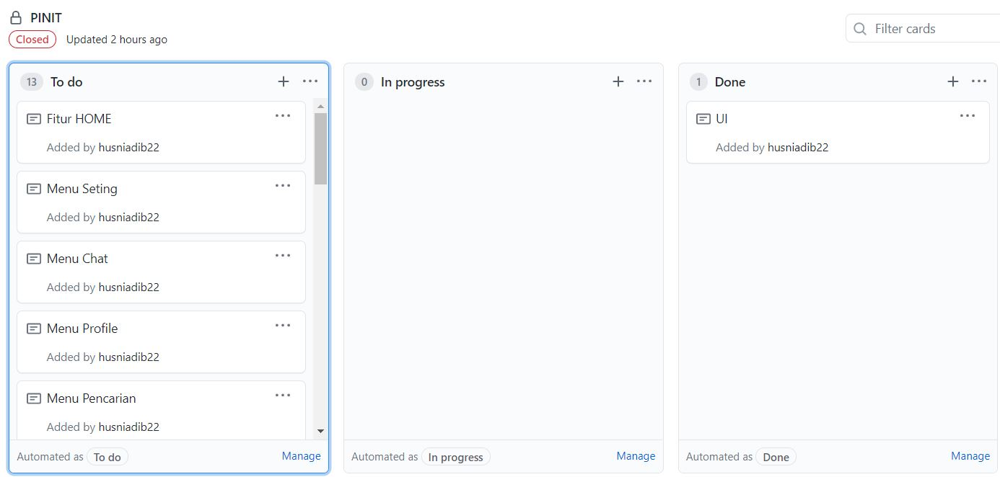 PINIT
Closed Updated 2 hours ago
Filter cards
13 To do
Fitur HOME
Added by husniadib22
Menu Seting
Added by husniadib22
Menu Chat
Added by husniadib22
Menu Profile
Added by husniadib22
Menu Pencarian
Added by husniadib22
Automated as To do Manage
0 In progress
Automated as In progress Manage
1 Done
UI
Added by husniadib22
Automated as Done Manage